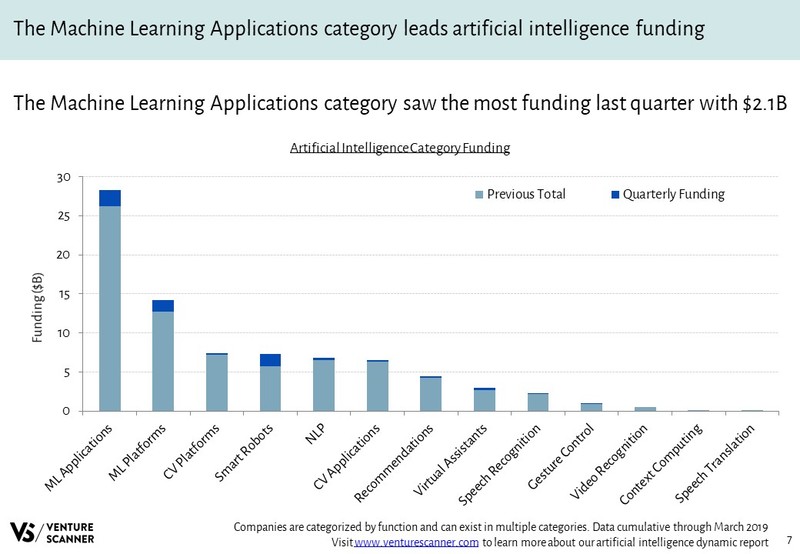 The Machine Learning Applications category leads artificial intelligence funding
The Machine Learning Applications category saw the most funding last quarter with $2.1B
Artificial Intelligence Category Funding
Previous Total
Quarterly Funding
Funding ($B)
30
25
20
15
10
5
0
ML Applications
ML Platforms
CV Platforms
Smart Robots
NLP
CV Applications
Recommendations
Virtual Assistants
Speech Recognition
Gesture Control
Video Recognition
Context Computing
Speech Translation
VS/ VENTURE
SCANNER
Companies are categorized by function and can exist in multiple categories. Data cumulative through March 2019
Visit www.venturescanner.com to learn more about our artificial intelligence dynamic report
7